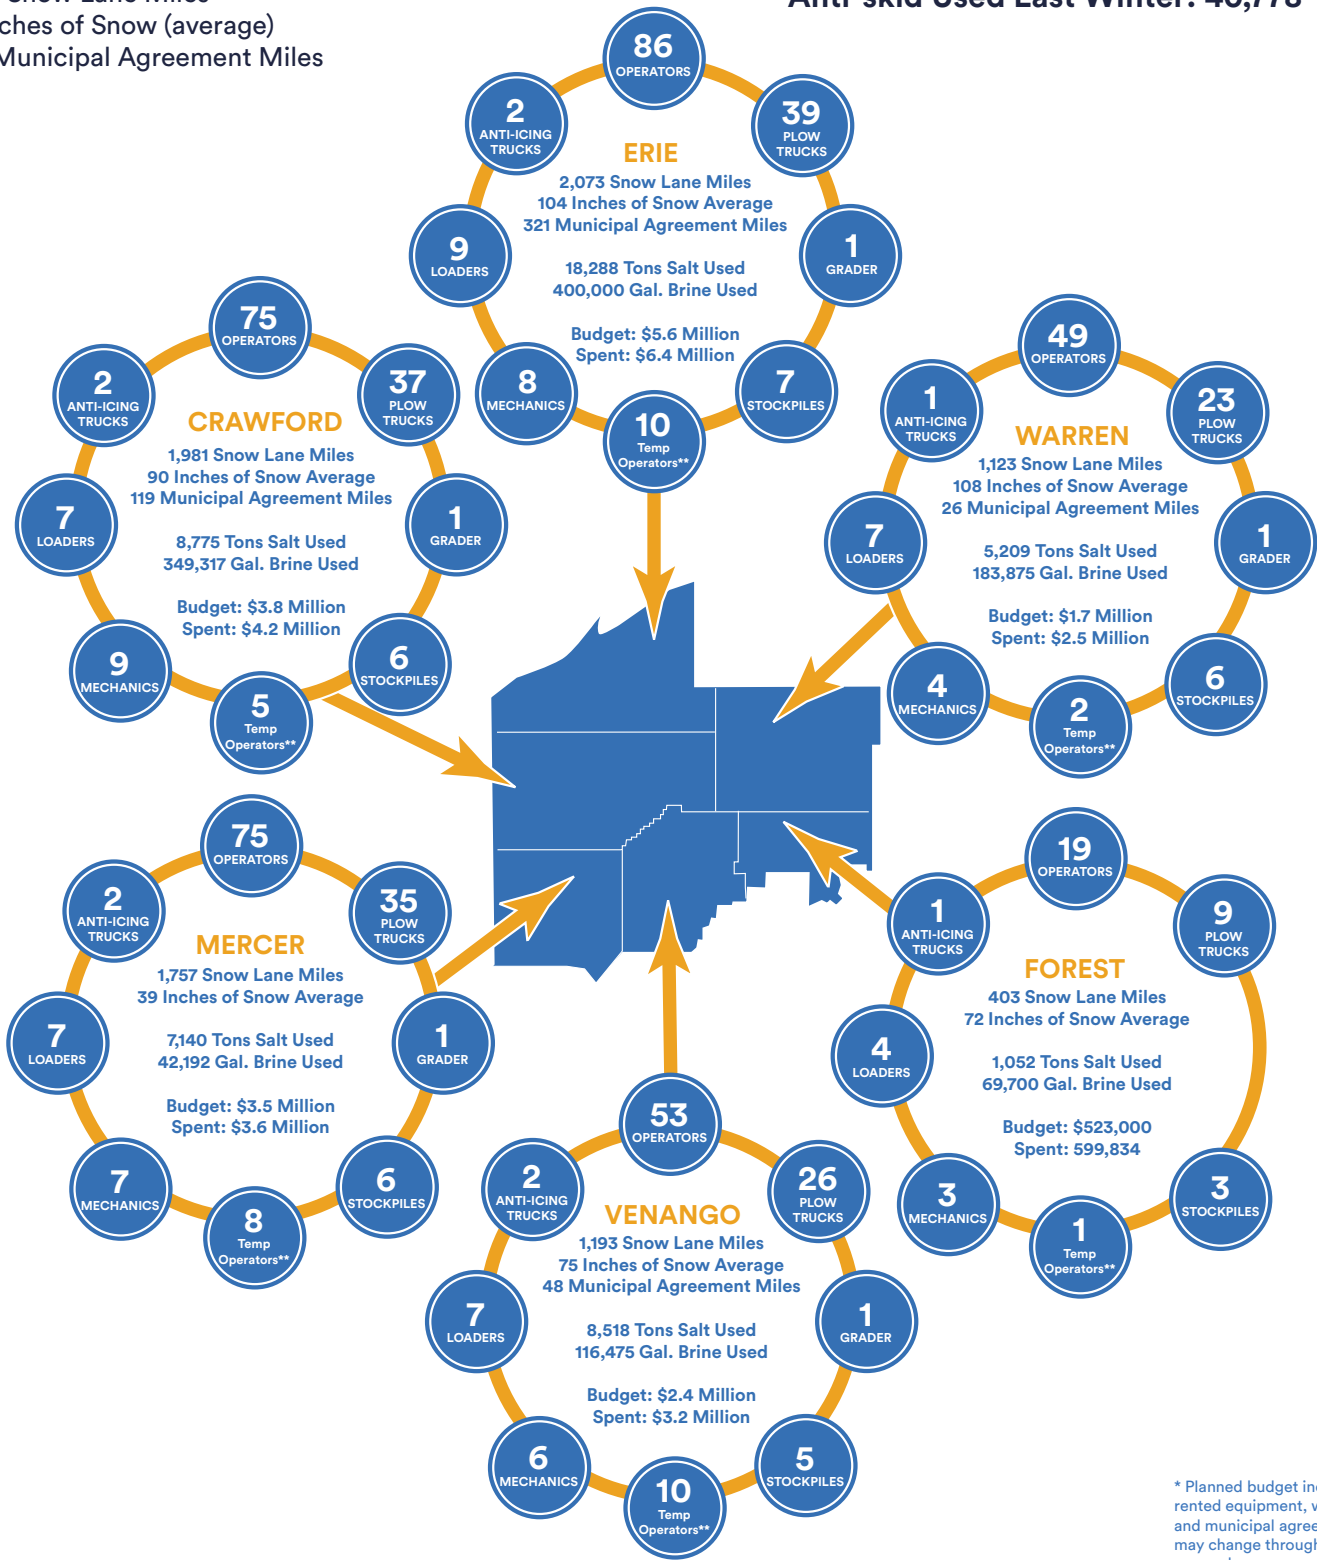 Inches of Snow (average)
Municipal Agreement Miles
Anti-skid Used Last Winter: 46,778
86
OPERATORS
2
ANTI-ICING
TRUCKS
39
PLOW
TRUCKS
ERIE
2,073 Snow Lane Miles
104 Inches of Snow Average
321 Municipal Agreement Miles
18,288 Tons Salt Used
400,000 Gal. Brine Used
Budget: $5.6 Million
Spent: $6.4 Million
9
LOADERS
1
GRADER
8
MECHANICS
7
STOCKPILES
10
Temp
Operators**
75
OPERATORS
2
ANTI-ICING
TRUCKS
37
PLOW
TRUCKS
CRAWFORD
1,981 Snow Lane Miles
90 Inches of Snow Average
119 Municipal Agreement Miles
8,775 Tons Salt Used
349,317 Gal. Brine Used
Budget: $3.8 Million
Spent: $4.2 Million
7
LOADERS
1
GRADER
9
MECHANICS
6
STOCKPILES
5
Temp
Operators**
49
OPERATORS
1
ANTI-ICING
TRUCKS
23
PLOW
TRUCKS
WARREN
1,123 Snow Lane Miles
108 Inches of Snow Average
26 Municipal Agreement Miles
5,209 Tons Salt Used
183,875 Gal. Brine Used
Budget: $1.7 Million
Spent: $2.5 Million
7
LOADERS
1
GRADER
4
MECHANICS
6
STOCKPILES
2
Temp
Operators**
75
OPERATORS
2
ANTI-ICING
TRUCKS
35
PLOW
TRUCKS
MERCER
1,757 Snow Lane Miles
39 Inches of Snow Average
7,140 Tons Salt Used
42,192 Gal. Brine Used
Budget: $3.5 Million
Spent: $3.6 Million
7
LOADERS
1
GRADER
7
MECHANICS
6
STOCKPILES
8
Temp
Operators**
19
OPERATORS
1
ANTI-ICING
TRUCKS
9
PLOW
TRUCKS
FOREST
403 Snow Lane Miles
72 Inches of Snow Average
1,052 Tons Salt Used
69,700 Gal. Brine Used
Budget: $523,000
Spent: 599,834
4
LOADERS
3
MECHANICS
3
STOCKPILES
1
Temp
Operators**
53
OPERATORS
2
ANTI-ICING
TRUCKS
26
PLOW
TRUCKS
VENANGO
1,193 Snow Lane Miles
75 Inches of Snow Average
48 Municipal Agreement Miles
8,518 Tons Salt Used
116,475 Gal. Brine Used
Budget: $2.4 Million
Spent: $3.2 Million
7
LOADERS
1
GRADER
6
MECHANICS
5
STOCKPILES
10
Temp
Operators**
* Planned budget
rented equipment,
and municipal
may change through